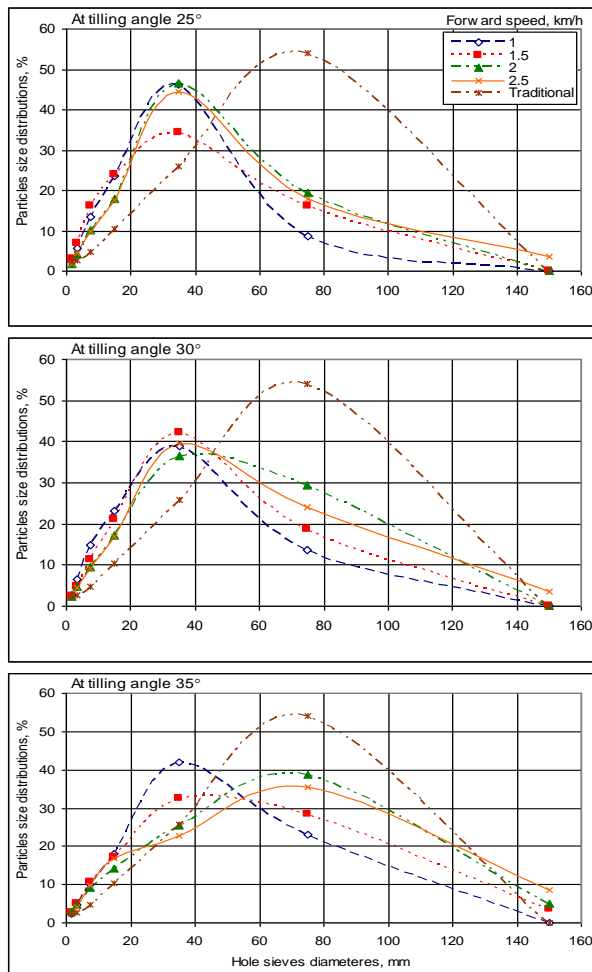 At tilling angle 25°
Forward speed, km/h
1
1.5
2
2.5
Traditional
Particles size distributions, %
60
50
40
30
20
10
0
0 20 40 60 80 100 120 140 160
At tilling angle 30°
Particles size distributions, %
60
50
40
30
20
10
0
0 20 40 60 80 100 120 140 160
At tilling angle 35°
Particles size distributions, %
60
50
40
30
20
10
0
0 20 40 60 80 100 120 140 160
Hole sieves diameteres, mm